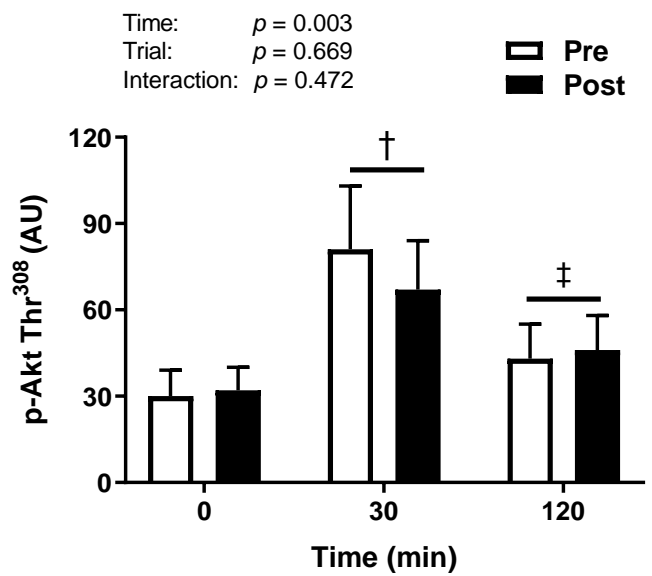 Time: p = 0.003
Trial: p = 0.669
Interaction: p = 0.472
Pre
Post
120
90
60
30
0
p-Akt Thr³⁰⁸ (AU)
†
‡
0 30 120
Time (min)